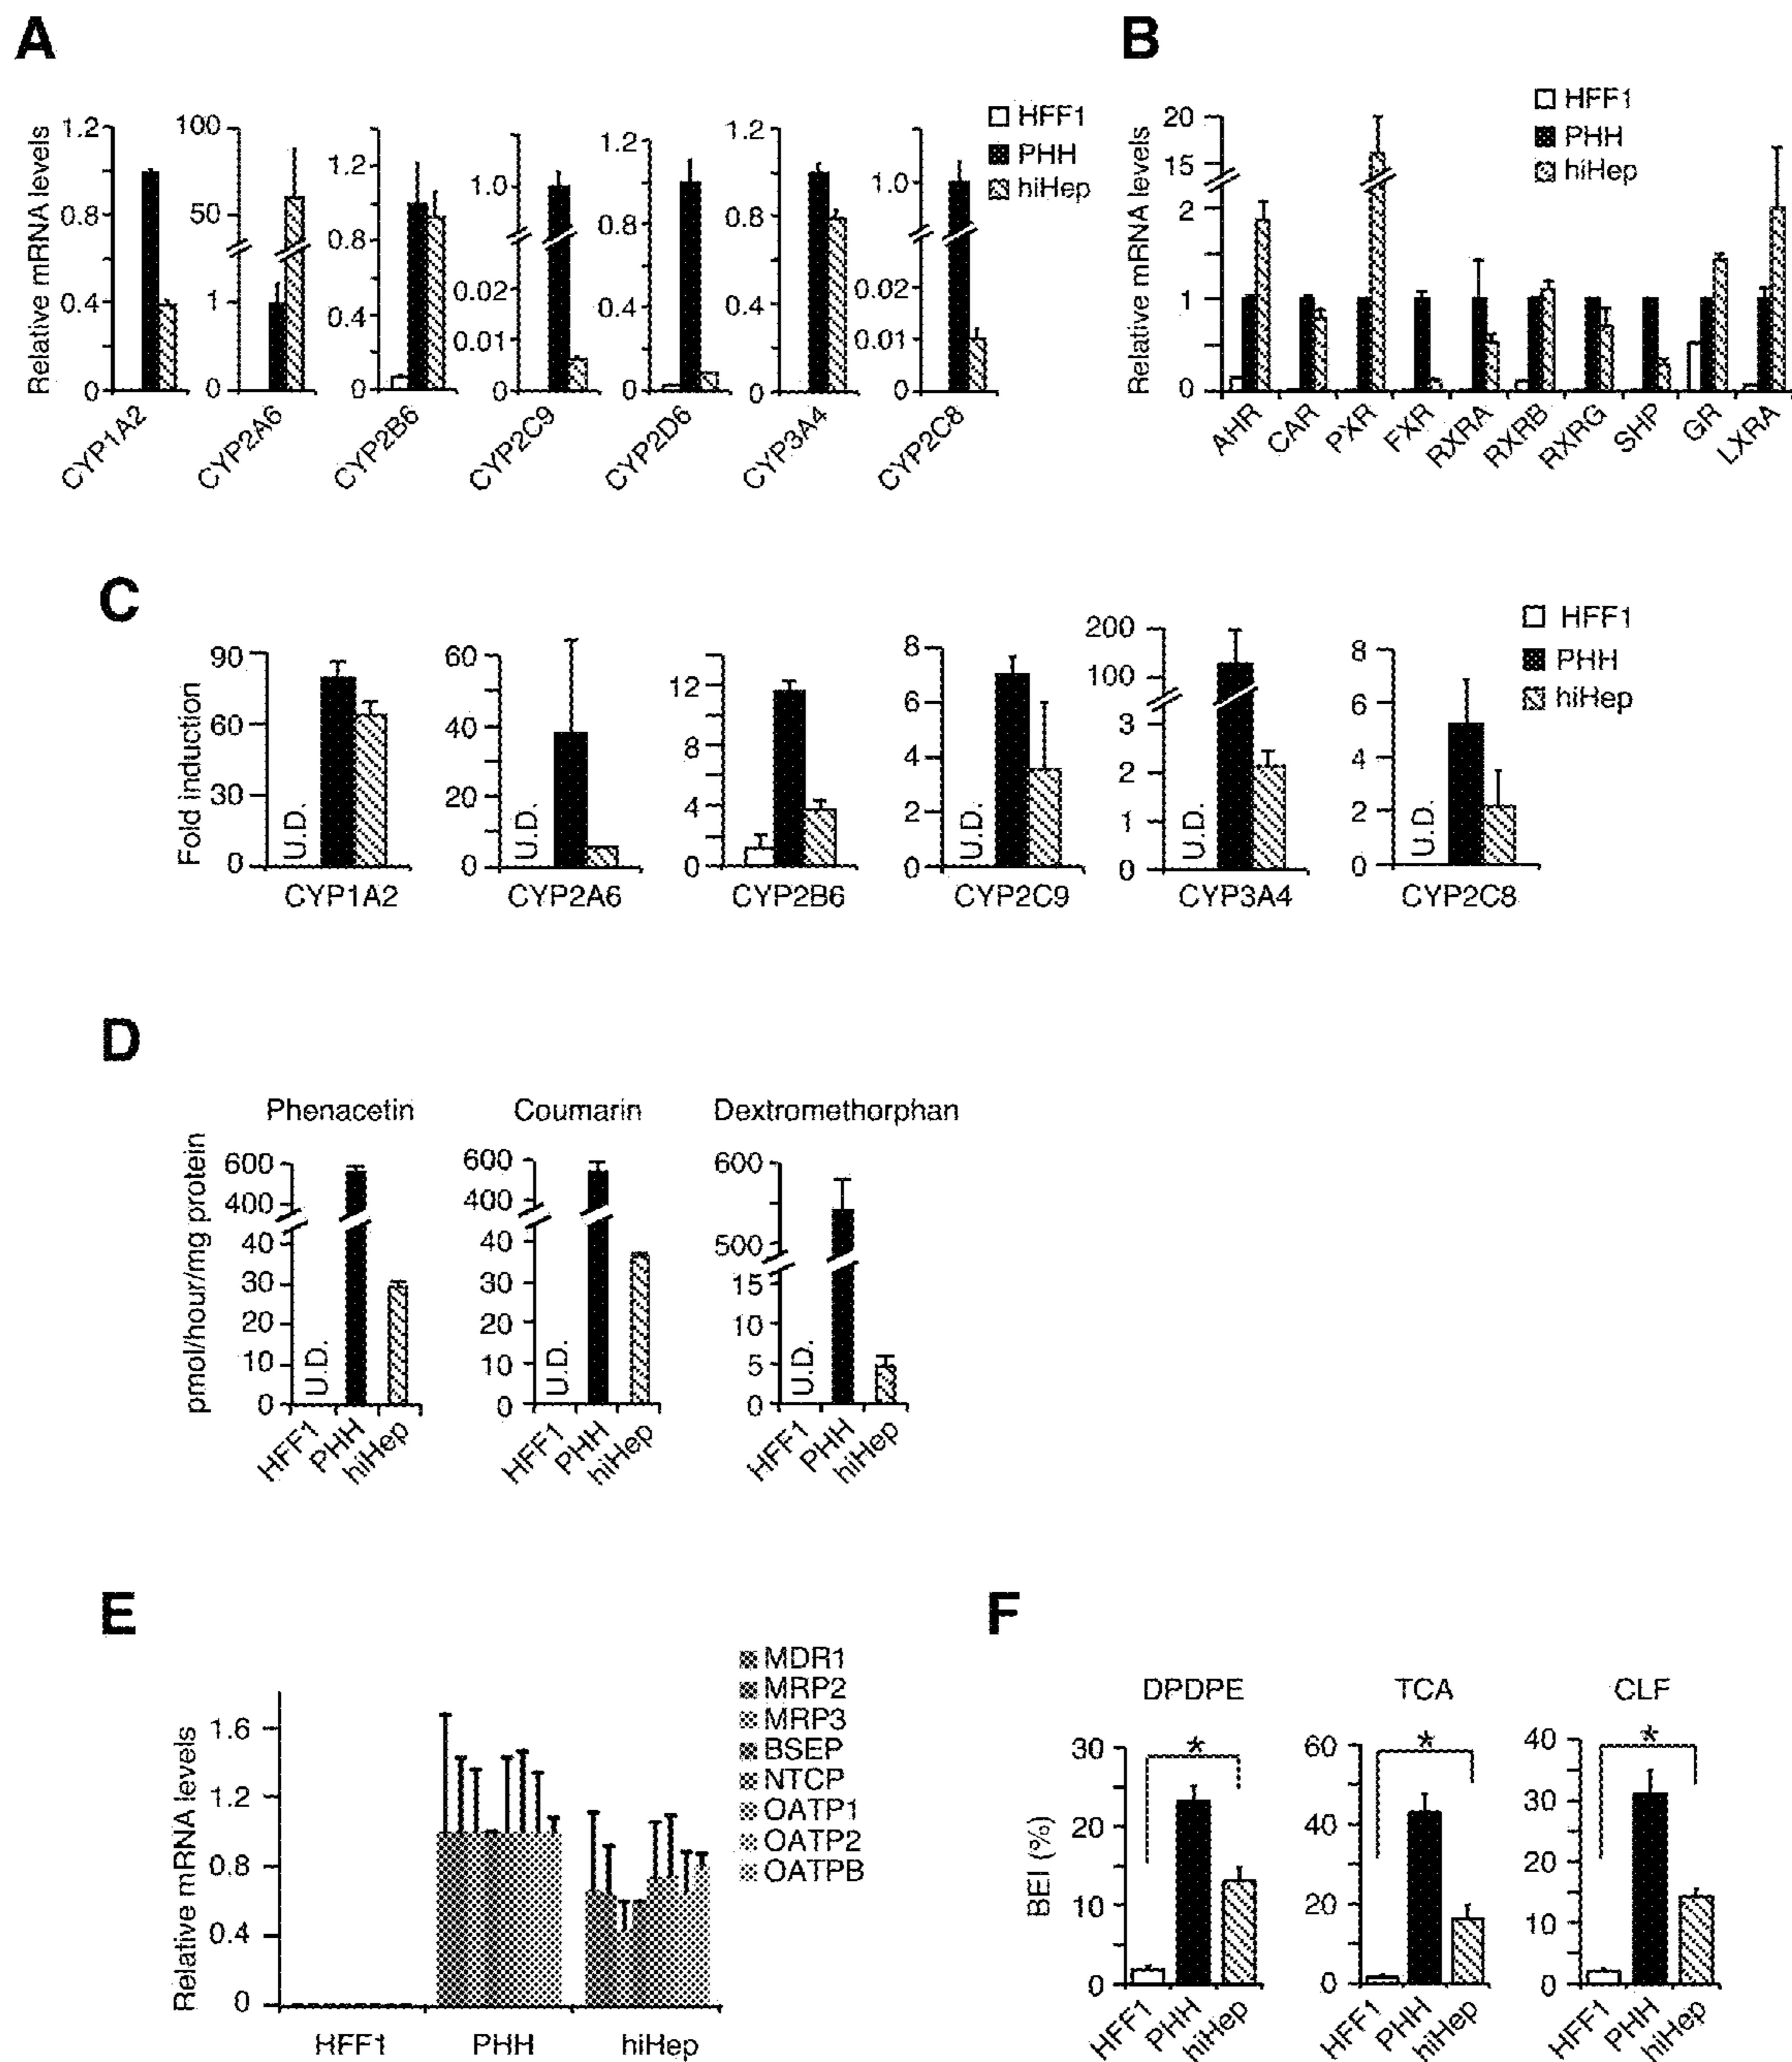 A
Relative mRNA levels
1.2
0.8
0.4
0
CYP1A2
100
50
1
0
CYP2A6
1.2
0.8
0.4
0
CYP2B6
1.0
0.02
0.01
0
CYP2C9
1.2
0.8
0.4
0
CYP2D6
1.2
0.8
0.4
0
CYP3A4
1.0
0.02
0.01
0
CYP2C8
HFF1
PHH
hiHep
B
Relative mRNA levels
20
15
2
1
0
AHR
CAR
PXR
FXR
RXRA
RXRB
RXRG
SHP
GR
LXRA
HFF1
PHH
hiHep
C
Fold induction
90
60
30
0
U.D.
CYP1A2
60
40
20
0
U.D.
CYP2A6
12
8
4
0
CYP2B6
8
6
4
2
0
U.D.
CYP2C9
200
100
3
2
1
0
U.D.
CYP3A4
8
6
4
2
0
U.D.
CYP2C8
HFF1
PHH
hiHep
D
pmol/hour/mg protein
Phenacetin
600
400
40
30
20
10
0
U.D.
HFF1
PHH
hiHep
Coumarin
600
400
40
30
20
10
0
U.D.
HFF1
PHH
hiHep
Dextromethorphan
600
500
15
10
5
0
U.D.
HFF1
PHH
hiHep
E
Relative mRNA levels
1.6
1.2
0.8
0.4
0
HFF1
PHH
hiHep
MDR1
MRP2
MRP3
BSEP
NTCP
OATP1
OATP2
OATPB
F
BEI (%)
DPDPE
30
20
10
0
*
HFF1
PHH
hiHep
TCA
60
40
20
0
*
HFF1
PHH
hiHep
CLF
40
30
20
10
0
*
HFF1
PHH
hiHep